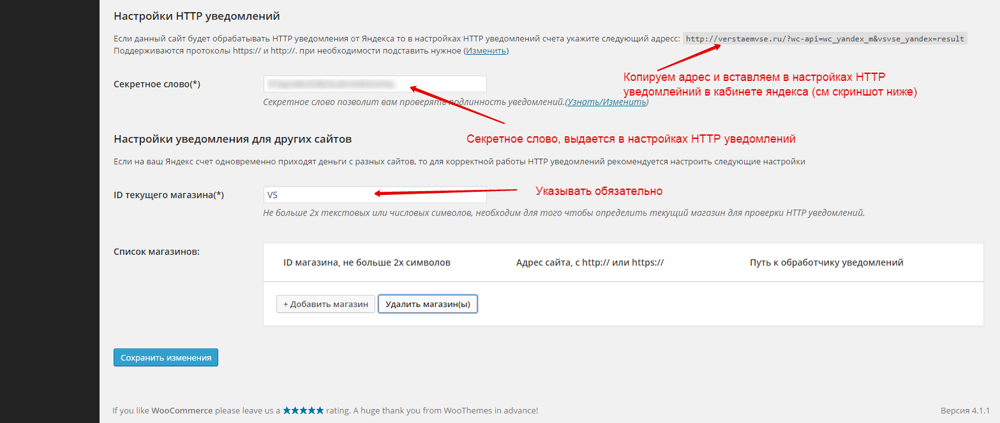 Настройки HTTP уведомлений
Если данный сайт будет обрабатывать HTTP уведомления от Яндекса то в настройках HTTP уведомлений счета укажите следующий адресс: http://verstaemvse.ru/?wc-api=wc_yandex_m&vsvse_yandex=result
Поддерживаются протоколы https:// и http://. при необходимости подставить нужное (Изменить)
Копируем адрес и вставляем в настройках HTTP
уведомлейний в кабинете яндекса (см скриншот ниже)
Секретное слово(*)
Секретное слово позволит вам проверять подлинность уведомлений.(Узнать/Изменить)
Секретное слово, выдается в настройках HTTP уведомлений
Настройки уведомления для других сайтов
Если на ваш Яндекс счет одновременно приходят деньги с разных сайтов, то для корректной работы HTTP уведомлений рекомендуется настроить следующие настройки
ID текущего магазина(*) VS
Указывать обязательно
Не больше 2х текстовых или числовых символов, необходим для того чтобы определить текущий магазин для проверки HTTP уведомлений.
Список магазинов:
ID магазина, не больше 2х символов Адрес сайта, с http:// или https:// Путь к обработчику уведомлений
+ Добавить магазин Удалить магазин(ы)
Сохранить изменения
If you like WooCommerce please leave us a ★★★★★ rating. A huge thank you from WooThemes in advance! Версия 4.1.1